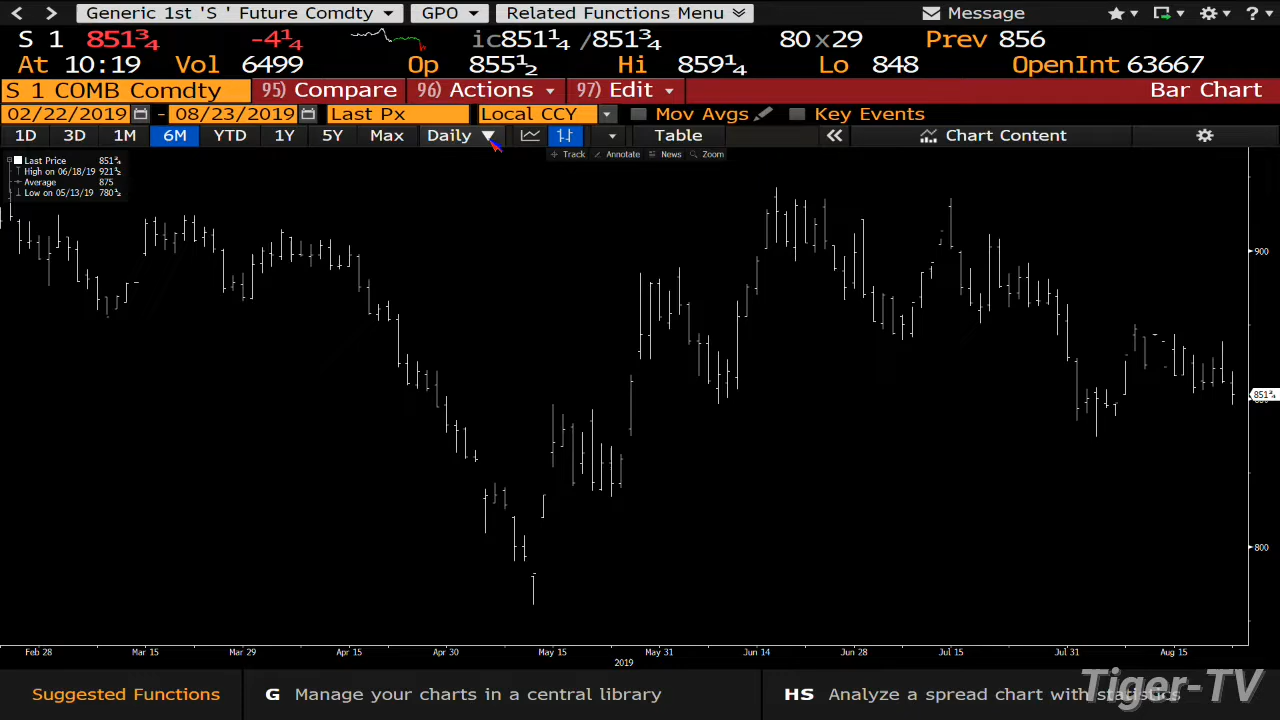 Generic 1st 'S ' Future Comdty GPO Related Functions Menu Message ?
S 1 851¾ -4¼ ic851¼ /851¾ 80x29 Prev 856
At 10:19 Vol 6499 Op 855½ Hi 859¼ Lo 848 OpenInt 63667
S 1 COMB Comdty 95) Compare 96) Actions 97) Edit Bar Chart
02/22/2019 - 08/23/2019 Last Px Local CCY Mov Avgs Key Events
1D 3D 1M 6M YTD 1Y 5Y Max Daily Table Chart Content
Track Annotate News Zoom
Last Price 851¾
High on 06/18/19 921½
Average 875
Low on 05/13/19 780½
900
851¾
800
Feb 28 Mar 15 Mar 29 Apr 15 Apr 30 May 15 May 31 Jun 14 Jun 28 Jul 15 Jul 31 Aug 15
2019
Suggested Functions G Manage your charts in a central library HS Analyze a spread chart with statistics
Tiger-TV